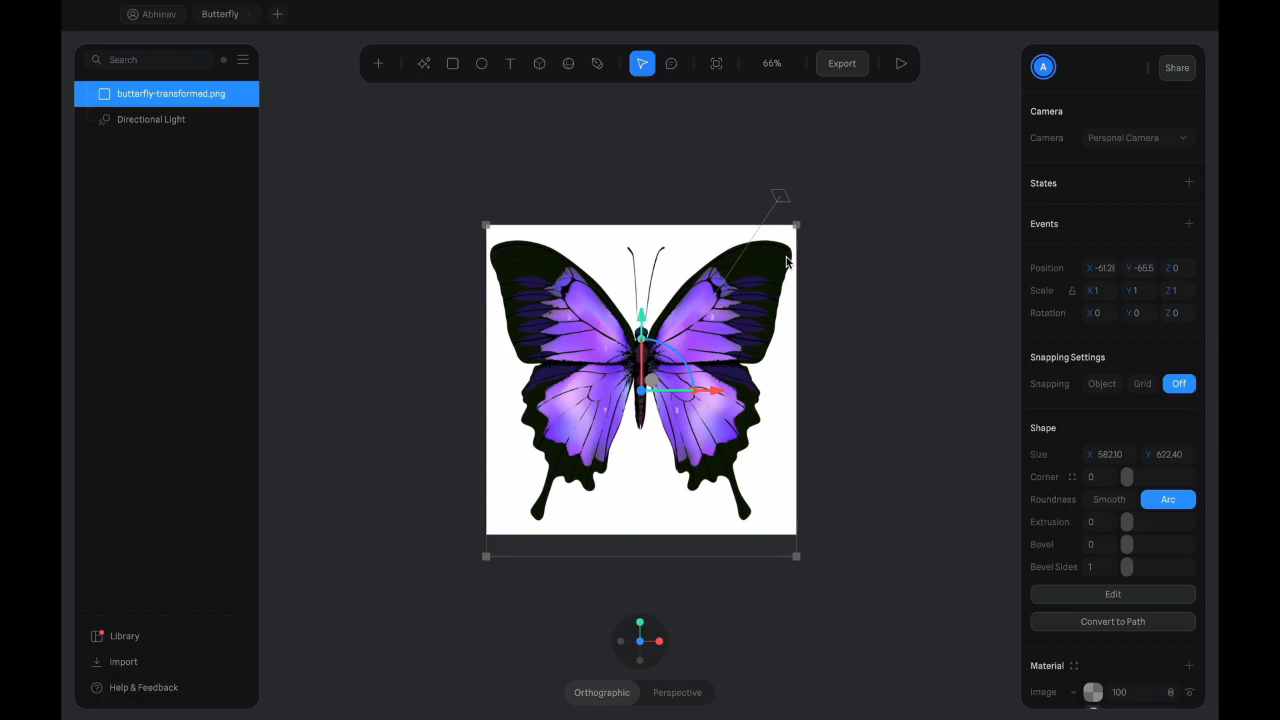 Abhinav
Butterfly
Search
66%
Export
A
Share
butterfly-transformed.png
Directional Light
Camera
Camera Personal Camera
States
Events
Position X -61.28 Y -65.5 Z 0
Scale X 1 Y 1 Z 1
Rotation X 0 Y 0 Z 0
Snapping Settings
Snapping Object Grid Off
Shape
Size X 582.10 Y 622.40
Corner 0
Roundness Smooth Arc
Extrusion 0
Bevel 0
Bevel Sides 1
Edit
Convert to Path
Material
Image 100
Library
Import
Help & Feedback
Orthographic Perspective